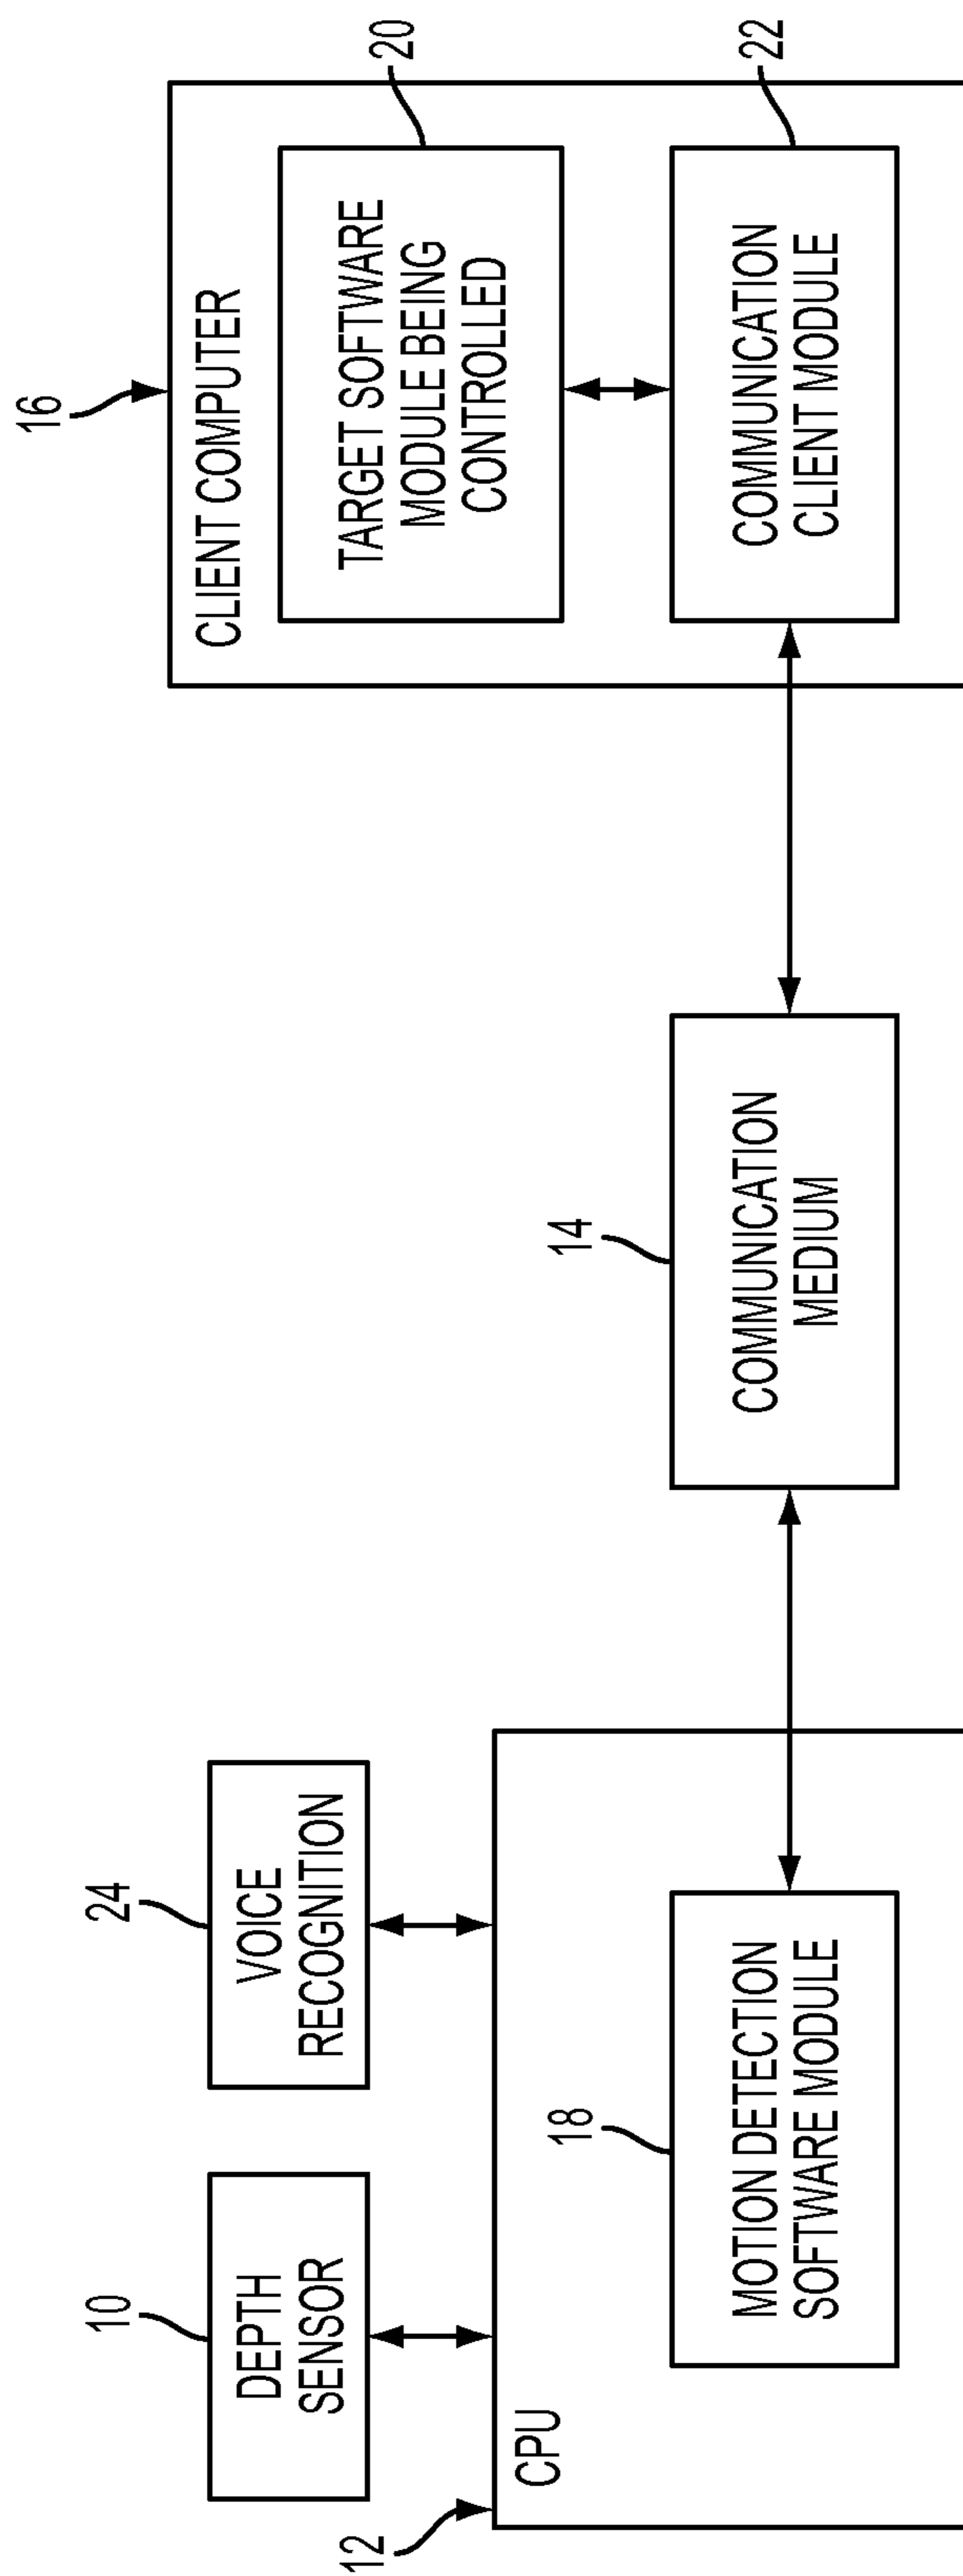 16
CLIENT COMPUTER
20
TARGET SOFTWARE
MODULE BEING
CONTROLLED
22
COMMUNICATION
CLIENT MODULE
14
COMMUNICATION
MEDIUM
24
VOICE
RECOGNITION
10
DEPTH
SENSOR
12
CPU
18
MOTION DETECTION
SOFTWARE MODULE